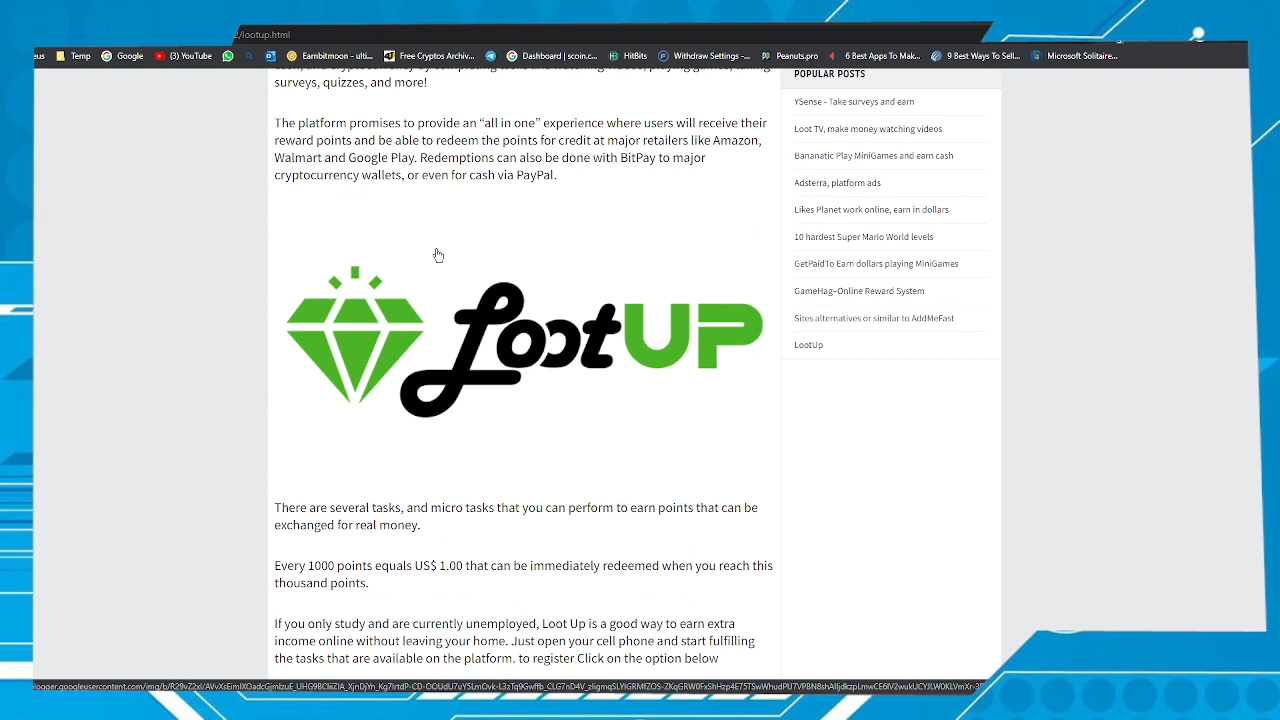 /lootup.html
eus
Temp
Google
(3) YouTube
Earnbitmoon - ulti...
Free Cryptos Archiv...
Dashboard | scoin.c...
HitBits
Withdraw Settings -...
Peanuts.pro
6 Best Apps To Mak...
9 Best Ways To Sell...
Microsoft Solitaire...
surveys, quizzes, and more!
The platform promises to provide an “all in one” experience where users will receive their
reward points and be able to redeem the points for credit at major retailers like Amazon,
Walmart and Google Play. Redemptions can also be done with BitPay to major
cryptocurrency wallets, or even for cash via PayPal.
LootUP
There are several tasks, and micro tasks that you can perform to earn points that can be
exchanged for real money.
Every 1000 points equals US$ 1.00 that can be immediately redeemed when you reach this
thousand points.
If you only study and are currently unemployed, Loot Up is a good way to earn extra
income online without leaving your home. Just open your cell phone and start fulfilling
the tasks that are available on the platform. to register Click on the option below
POPULAR POSTS
YSense - Take surveys and earn
Loot TV, make money watching videos
Bananatic Play MiniGames and earn cash
Adsterra, platform ads
Likes Planet work online, earn in dollars
10 hardest Super Mario World levels
GetPaidTo Earn dollars playing MiniGames
GameHag–Online Reward System
Sites alternatives or similar to AddMeFast
LootUp